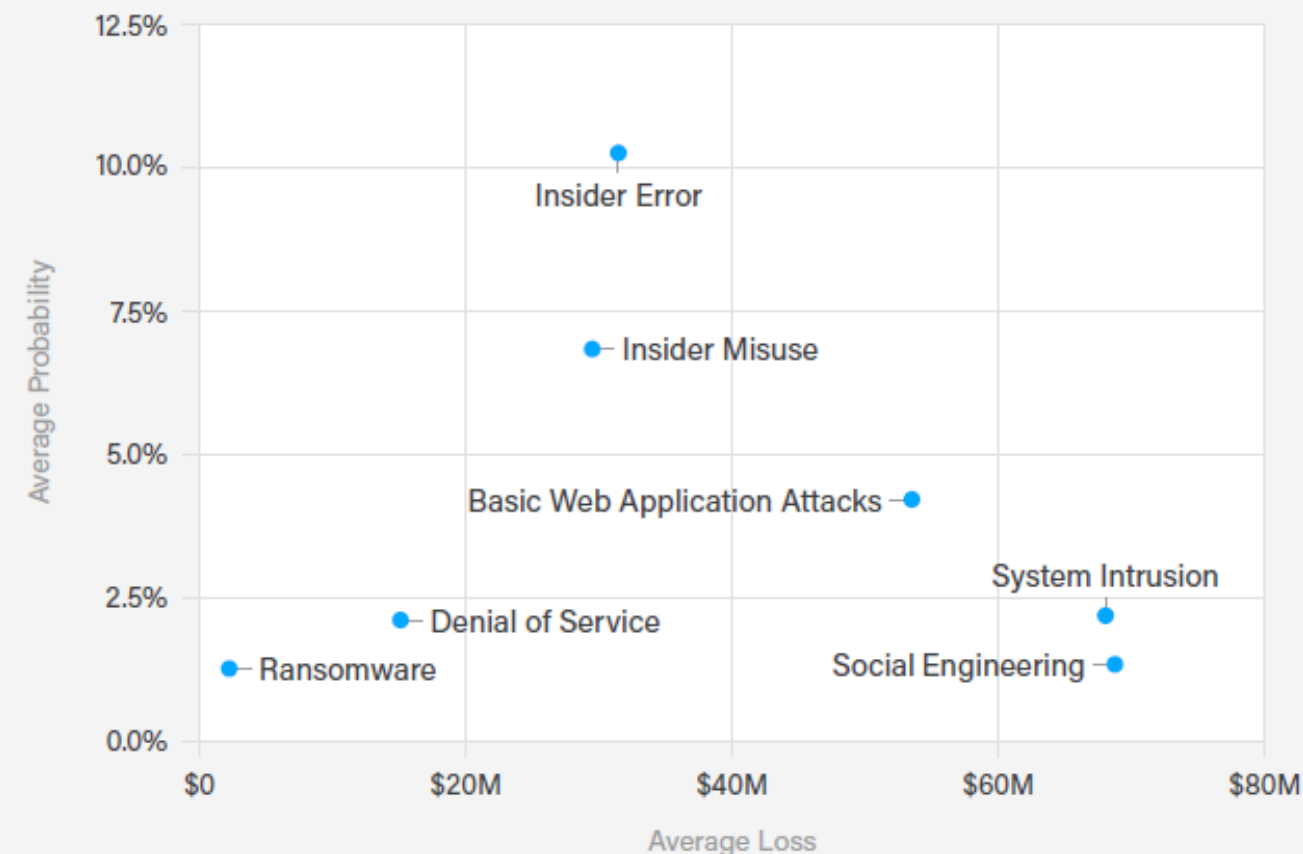 12.5%
10.0%
Insider Error
Average Probability
7.5%
Insider Misuse
5.0%
Basic Web Application Attacks
System Intrusion
2.5%
Denial of Service
Social Engineering
Ransomware
0.0%
$0
$20M
$40M
$60M
$80M
Average Loss